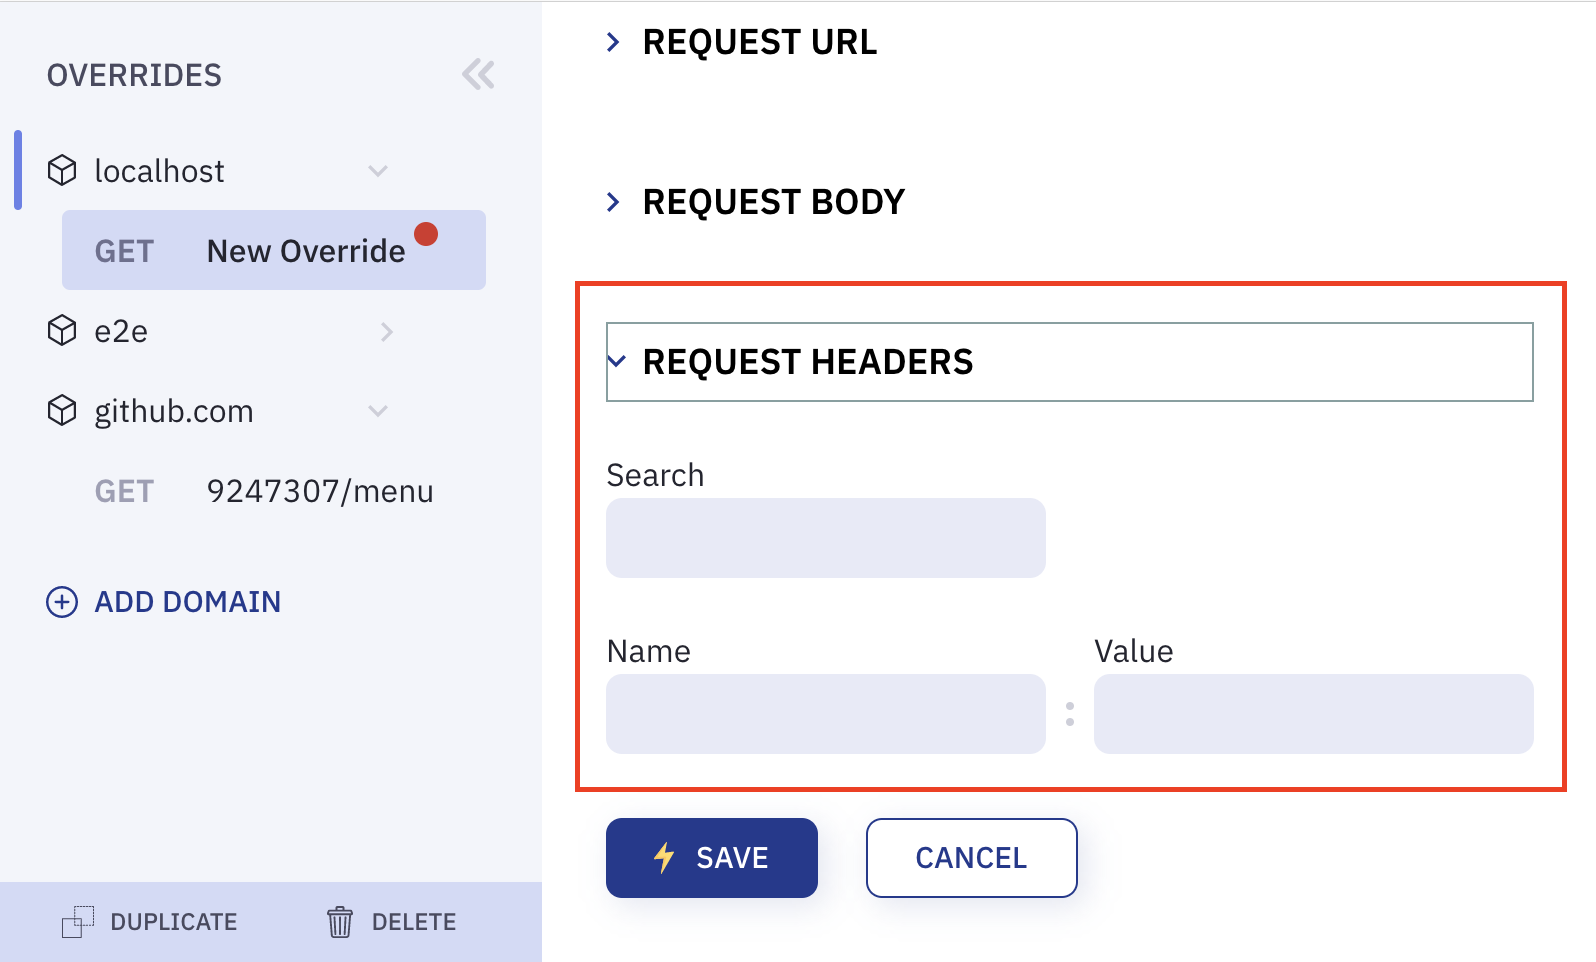 OVERRIDES
localhost
GET New Override
e2e
github.com
GET 9247307/menu
ADD DOMAIN
DUPLICATE DELETE
REQUEST URL
REQUEST BODY
REQUEST HEADERS
Search
Name Value
:
SAVE CANCEL